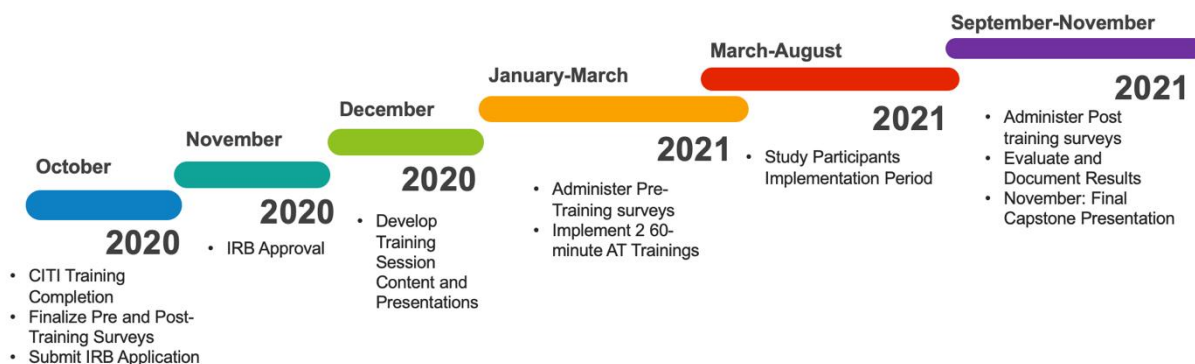 October
2020
• CITI Training
Completion
• Finalize Pre and Post-
Training Surveys
• Submit IRB Application
November
2020
• IRB Approval
December
2020
• Develop
Training
Session
Content and
Presentations
January-March
2021
• Administer Pre-
Training surveys
• Implement 2 60-
minute AT Trainings
March-August
2021
• Study Participants
Implementation Period
September-November
2021
• Administer Post
training surveys
• Evaluate and
Document Results
• November: Final
Capstone Presentation